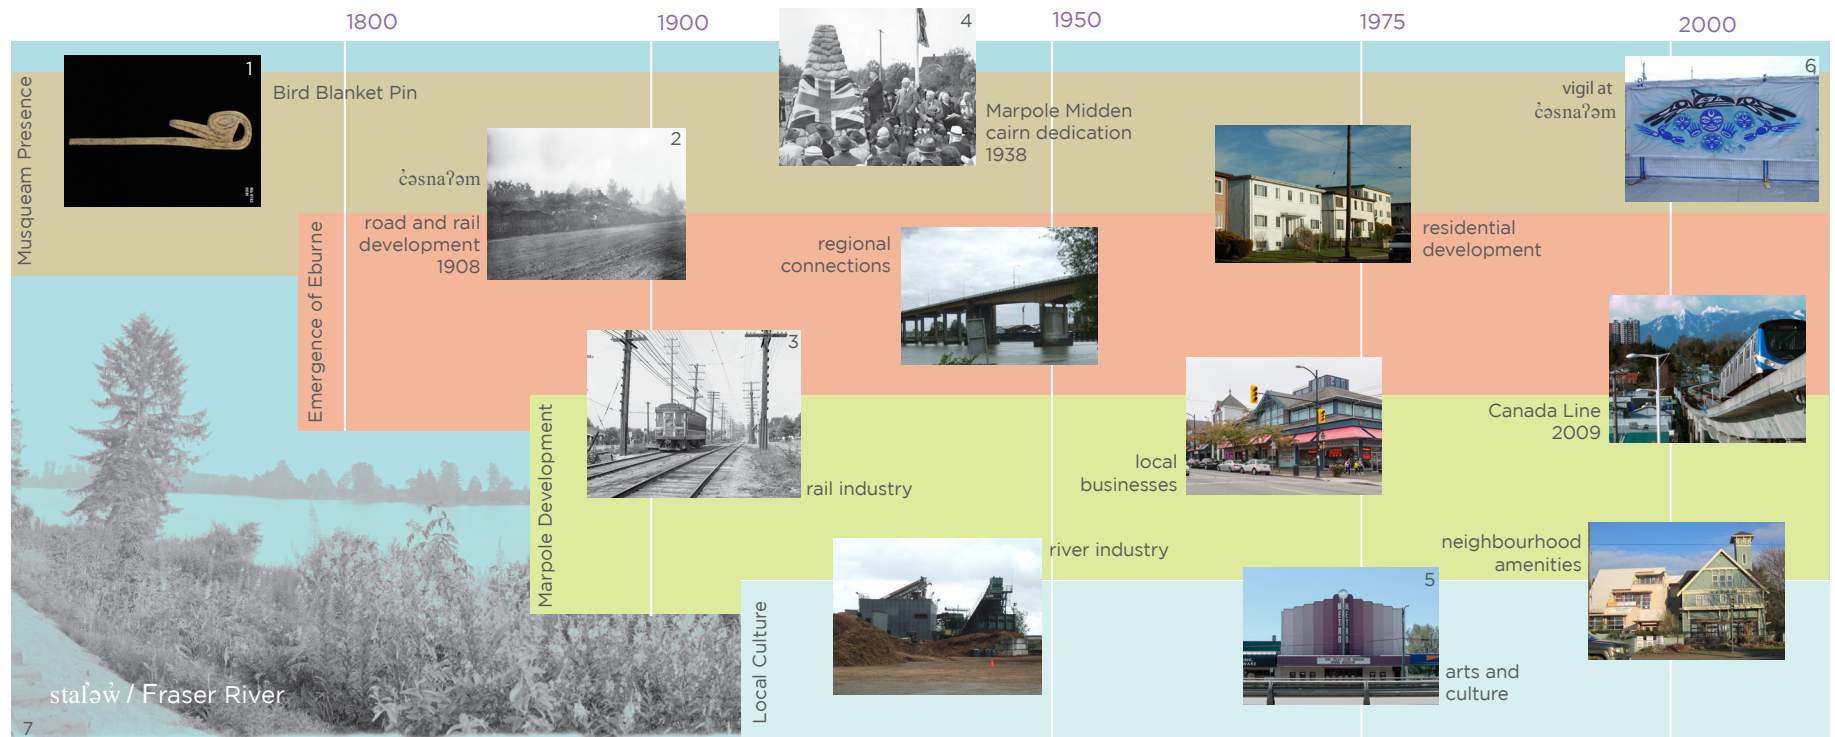 1800
1900
1950
1975
2000
Musqueam Presence
1
Bird Blanket Pin
c̓əsnaʔəm
2
4
Marpole Midden
cairn dedication
1938
vigil at
c̓əsnaʔəm
6
Emergence of Eburne
road and rail
development
1908
regional
connections
residential
development
Marpole Development
3
rail industry
local
businesses
Canada Line
2009
river industry
neighbourhood
amenities
Local Culture
5
METRO
METRO
arts and
culture
stal̓əw̓ / Fraser River
7